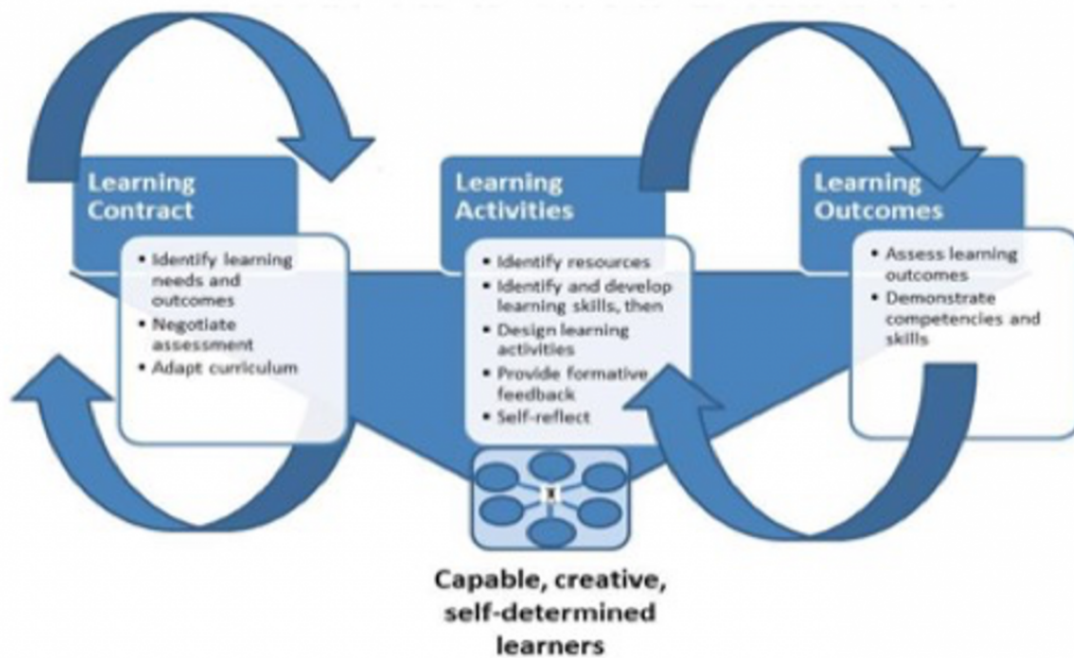 Learning
Contract
• Identify learning
needs and
outcomes
• Negotiate
assessment
• Adapt curriculum
Learning
Activities
• Identify resources
• Identify and develop
learning skills, then
• Design learning
activities
• Provide formative
feedback
• Self-reflect
Learning
Outcomes
• Assess learning
outcomes
• Demonstrate
competencies and
skills
Capable, creative,
self-determined
learners